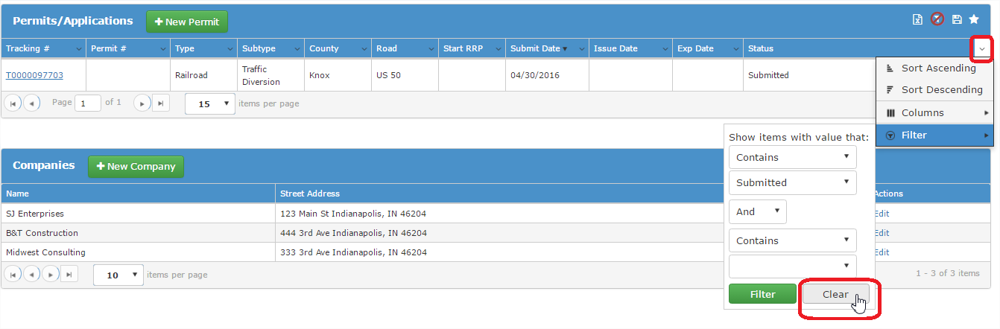 Permits/Applications + New Permit
Tracking # Permit # Type Subtype County Road Start RRP Submit Date Issue Date Exp Date Status
T0000097703 Railroad Traffic Diversion Knox US 50 04/30/2016 Submitted
Page 1 of 1 15 items per page
Sort Ascending
Sort Descending
Columns
Filter
Show items with value that:
Contains
Submitted
And
Contains
Filter Clear
Companies + New Company
Name Street Address Actions
SJ Enterprises 123 Main St Indianapolis, IN 46204 Edit
B&T Construction 444 3rd Ave Indianapolis, IN 46204 Edit
Midwest Consulting 333 3rd Ave Indianapolis, IN 46204 Edit
10 items per page 1 - 3 of 3 items